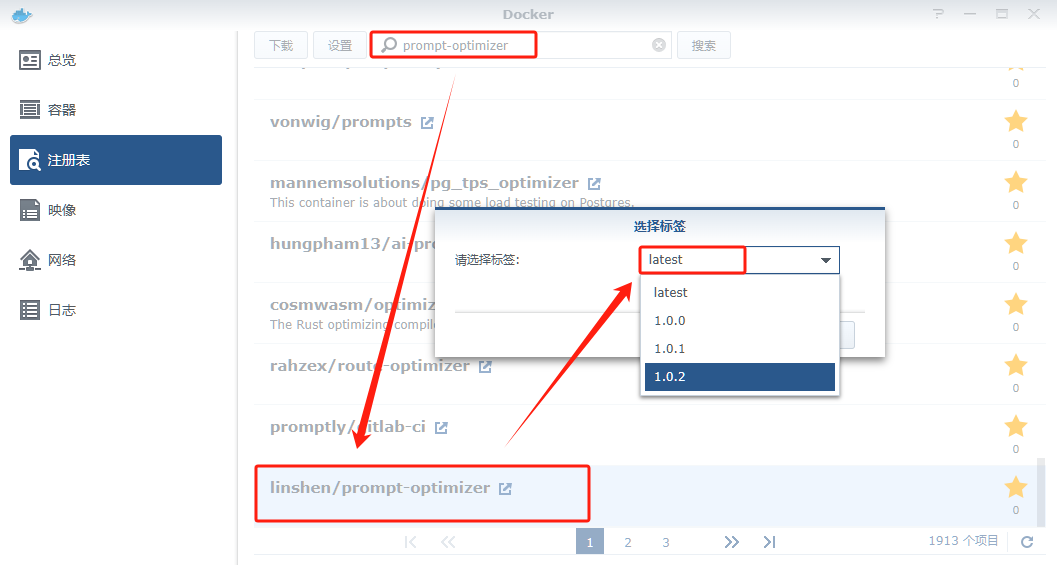 Docker
总览
容器
注册表
映像
网络
日志
下载 设置 prompt-optimizer 搜索
0
vonwig/prompts
0
mannemsolutions/pg_tps_optimizer
This container is about doing some load testing on Postgres.
0
hungpham13/ai-pro
0
cosmwasm/optimiz
The Rust optimizing compile
0
rahzex/route-optimizer
0
promptly/gitlab-ci
0
linshen/prompt-optimizer
0
选择标签
请选择标签: latest
latest
1.0.0
1.0.1
1.0.2
1 2 3 1913 个项目